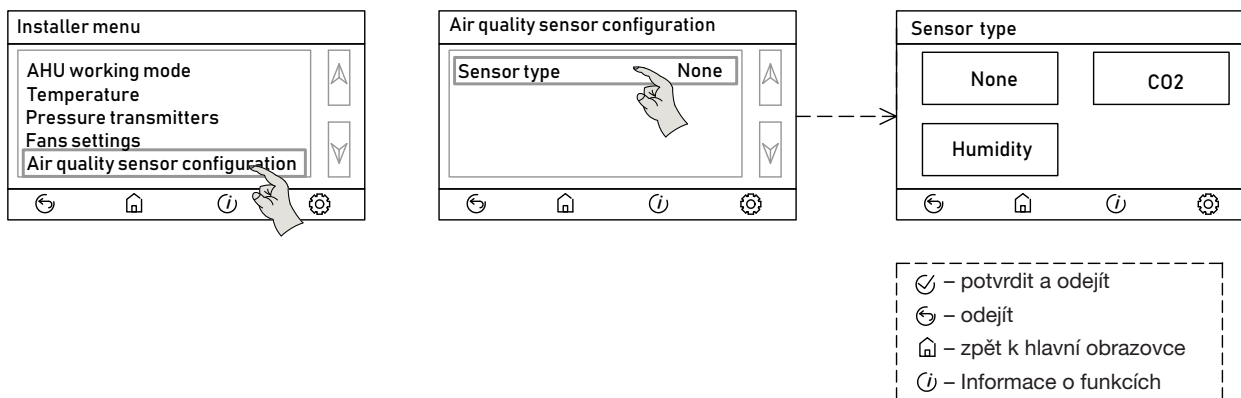 Installer menu
AHU working mode
Temperature
Pressure transmitters
Fans settings
Air quality sensor configuration
Air quality sensor configuration
Sensor type None
Sensor type
None CO2
Humidity
– potvrdit a odejít
– odejít
– zpět k hlavní obrazovce
– Informace o funkcích